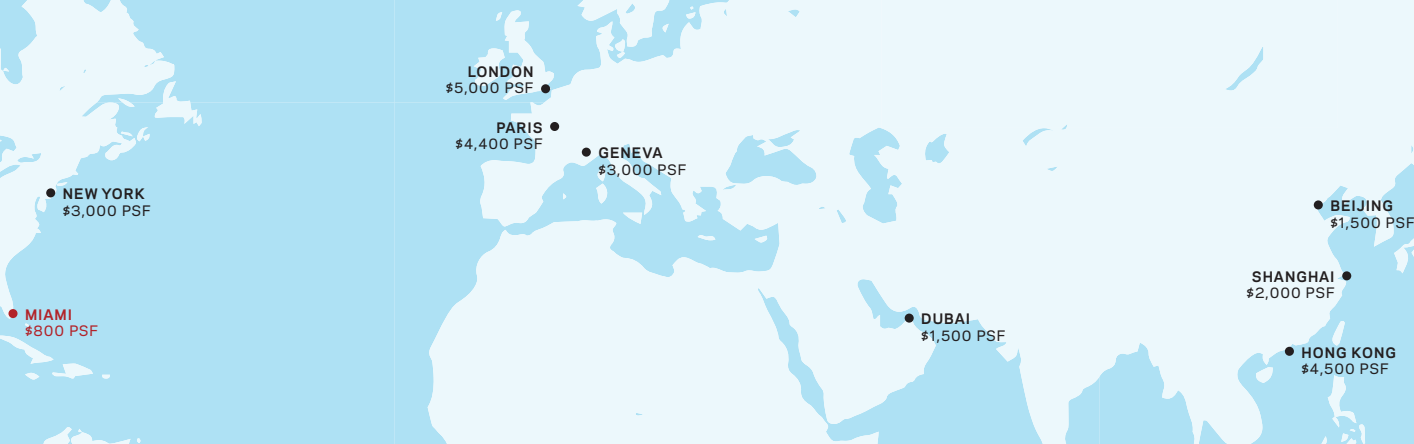 LONDON
$5,000 PSF
PARIS
$4,400 PSF
GENEVA
$3,000 PSF
NEW YORK
$3,000 PSF
BEIJING
$1,500 PSF
SHANGHAI
$2,000 PSF
MIAMI
$800 PSF
DUBAI
$1,500 PSF
HONG KONG
$4,500 PSF